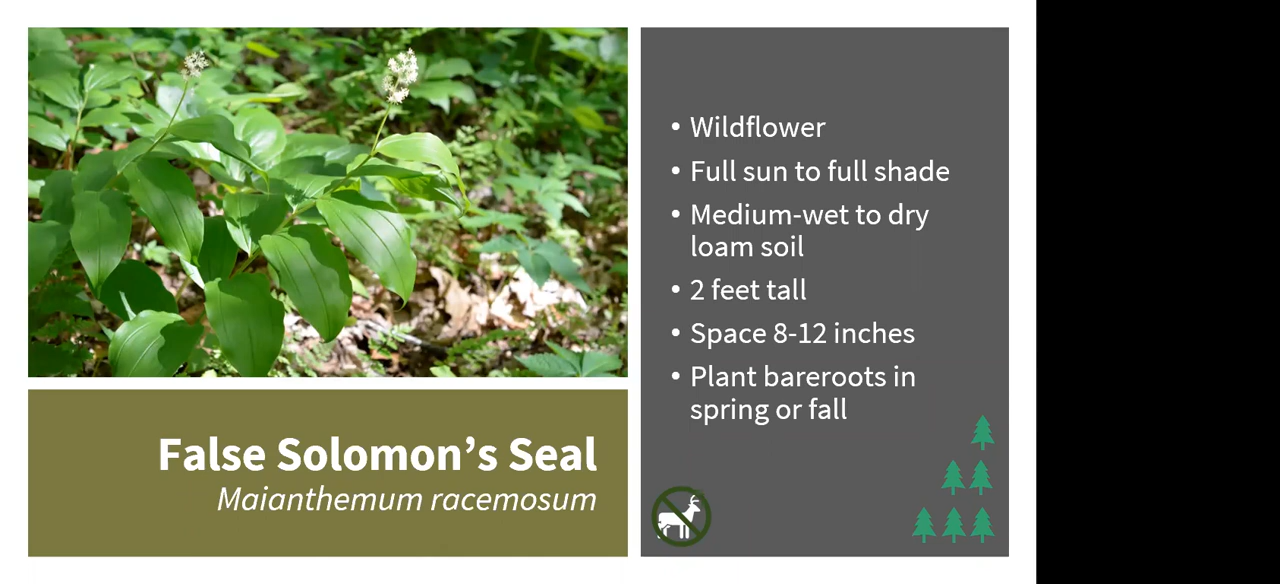 • Wildflower
• Full sun to full shade
• Medium-wet to dry
loam soil
• 2 feet tall
• Space 8-12 inches
• Plant bareroots in
spring or fall
False Solomon’s Seal
Maianthemum racemosum